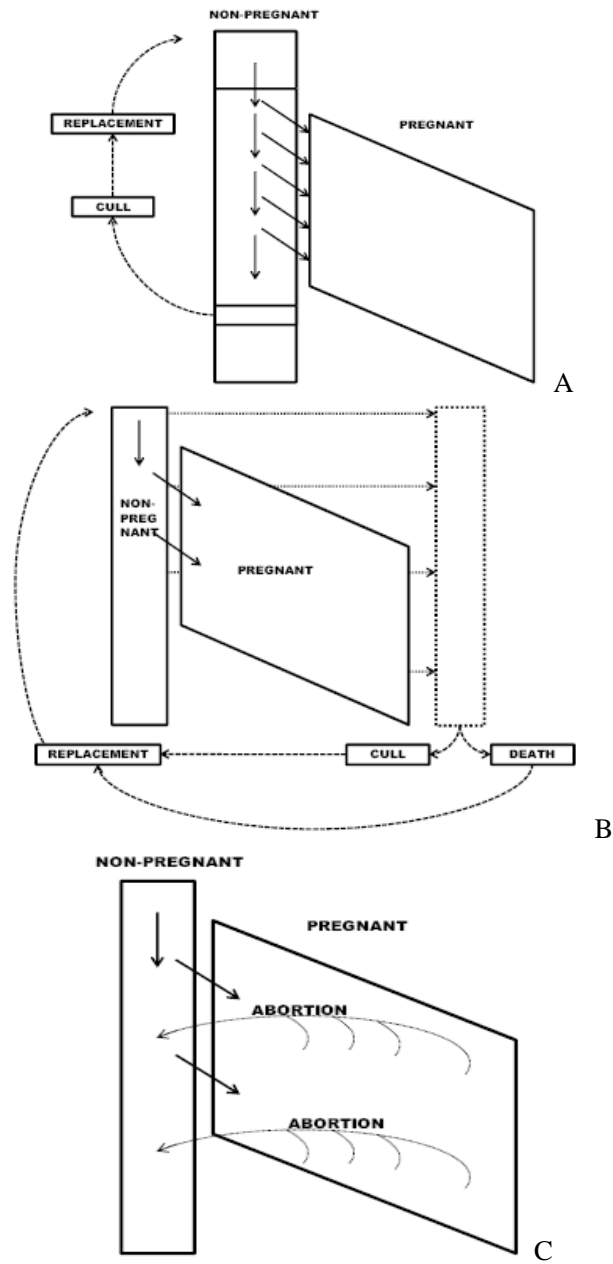 NON-PREGNANT
REPLACEMENT
PREGNANT
CULL
A
NON-
PREG
NANT
PREGNANT
REPLACEMENT
CULL
DEATH
B
NON-PREGNANT
PREGNANT
ABORTION
ABORTION
C